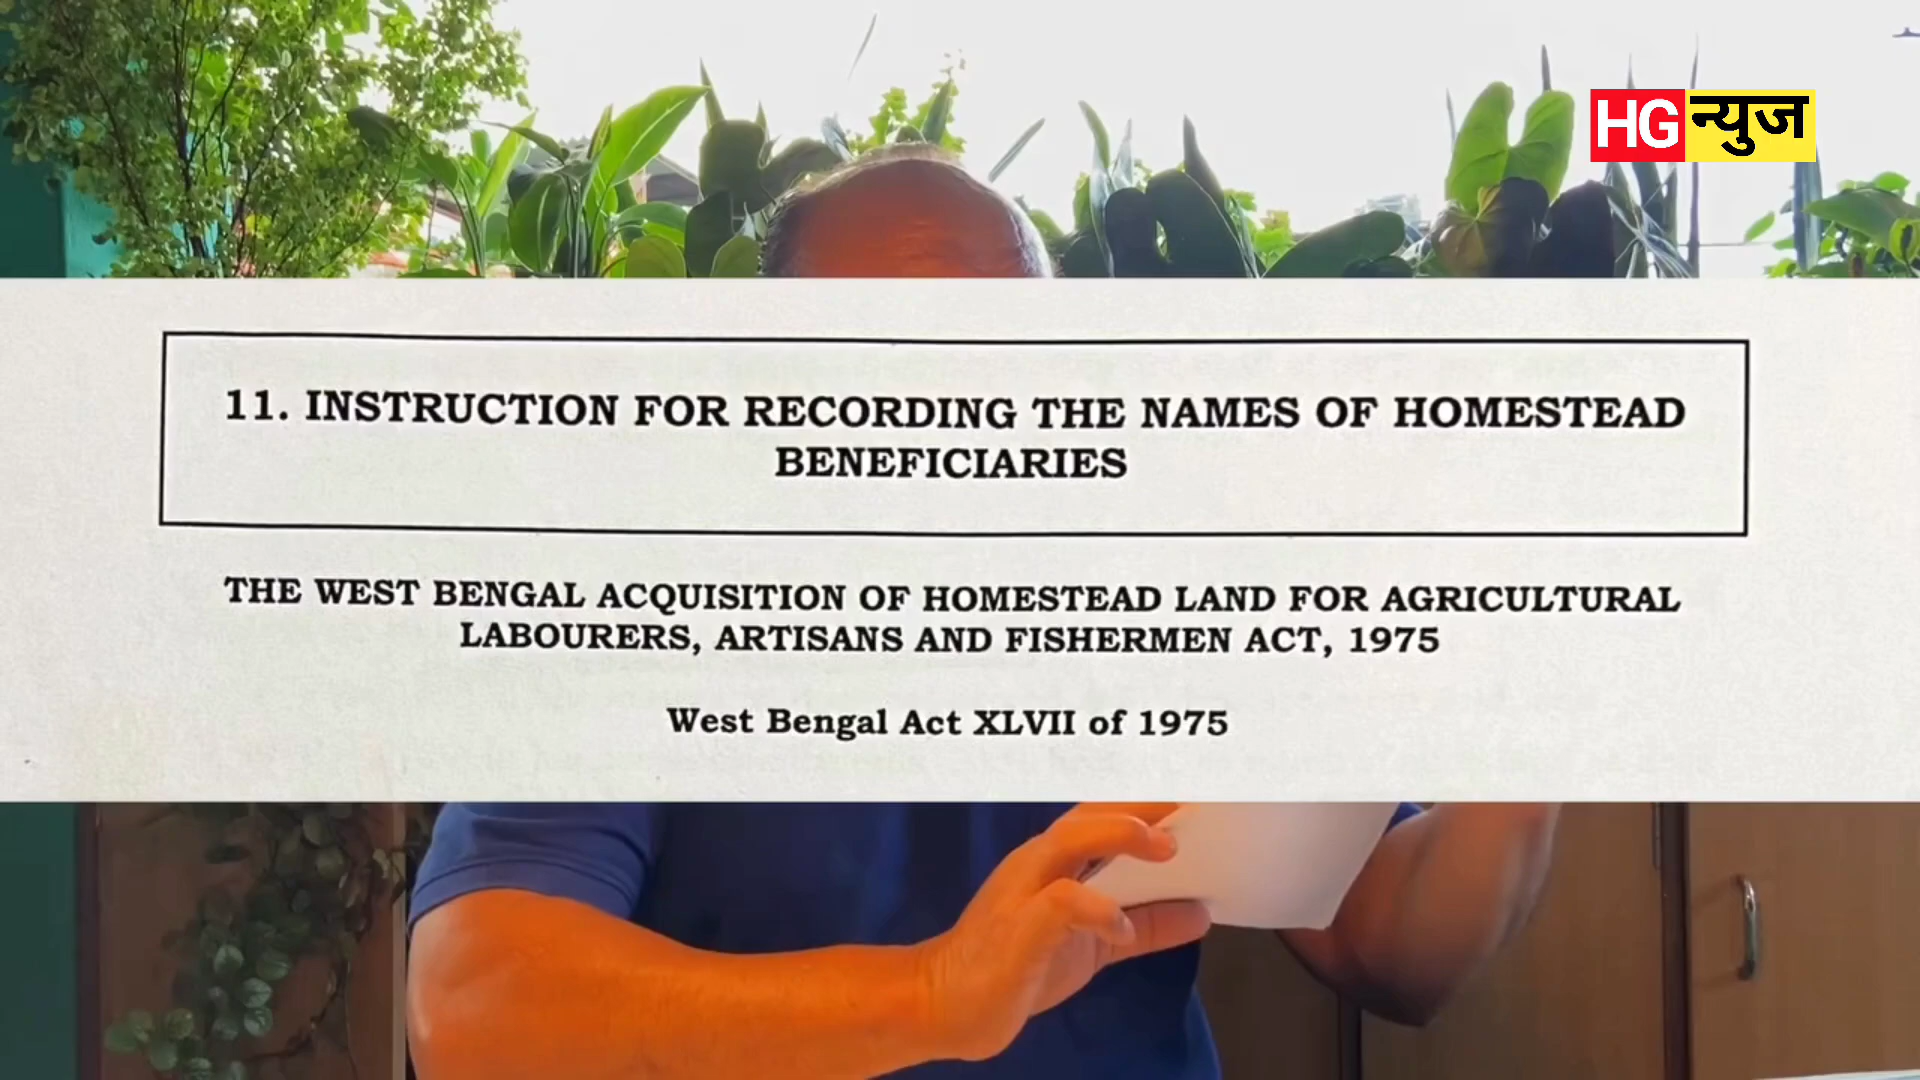 HG न्युज
11. INSTRUCTION FOR RECORDING THE NAMES OF HOMESTEAD
BENEFICIARIES
THE WEST BENGAL ACQUISITION OF HOMESTEAD LAND FOR AGRICULTURAL
LABOURERS, ARTISANS AND FISHERMEN ACT, 1975
West Bengal Act XLVII of 1975